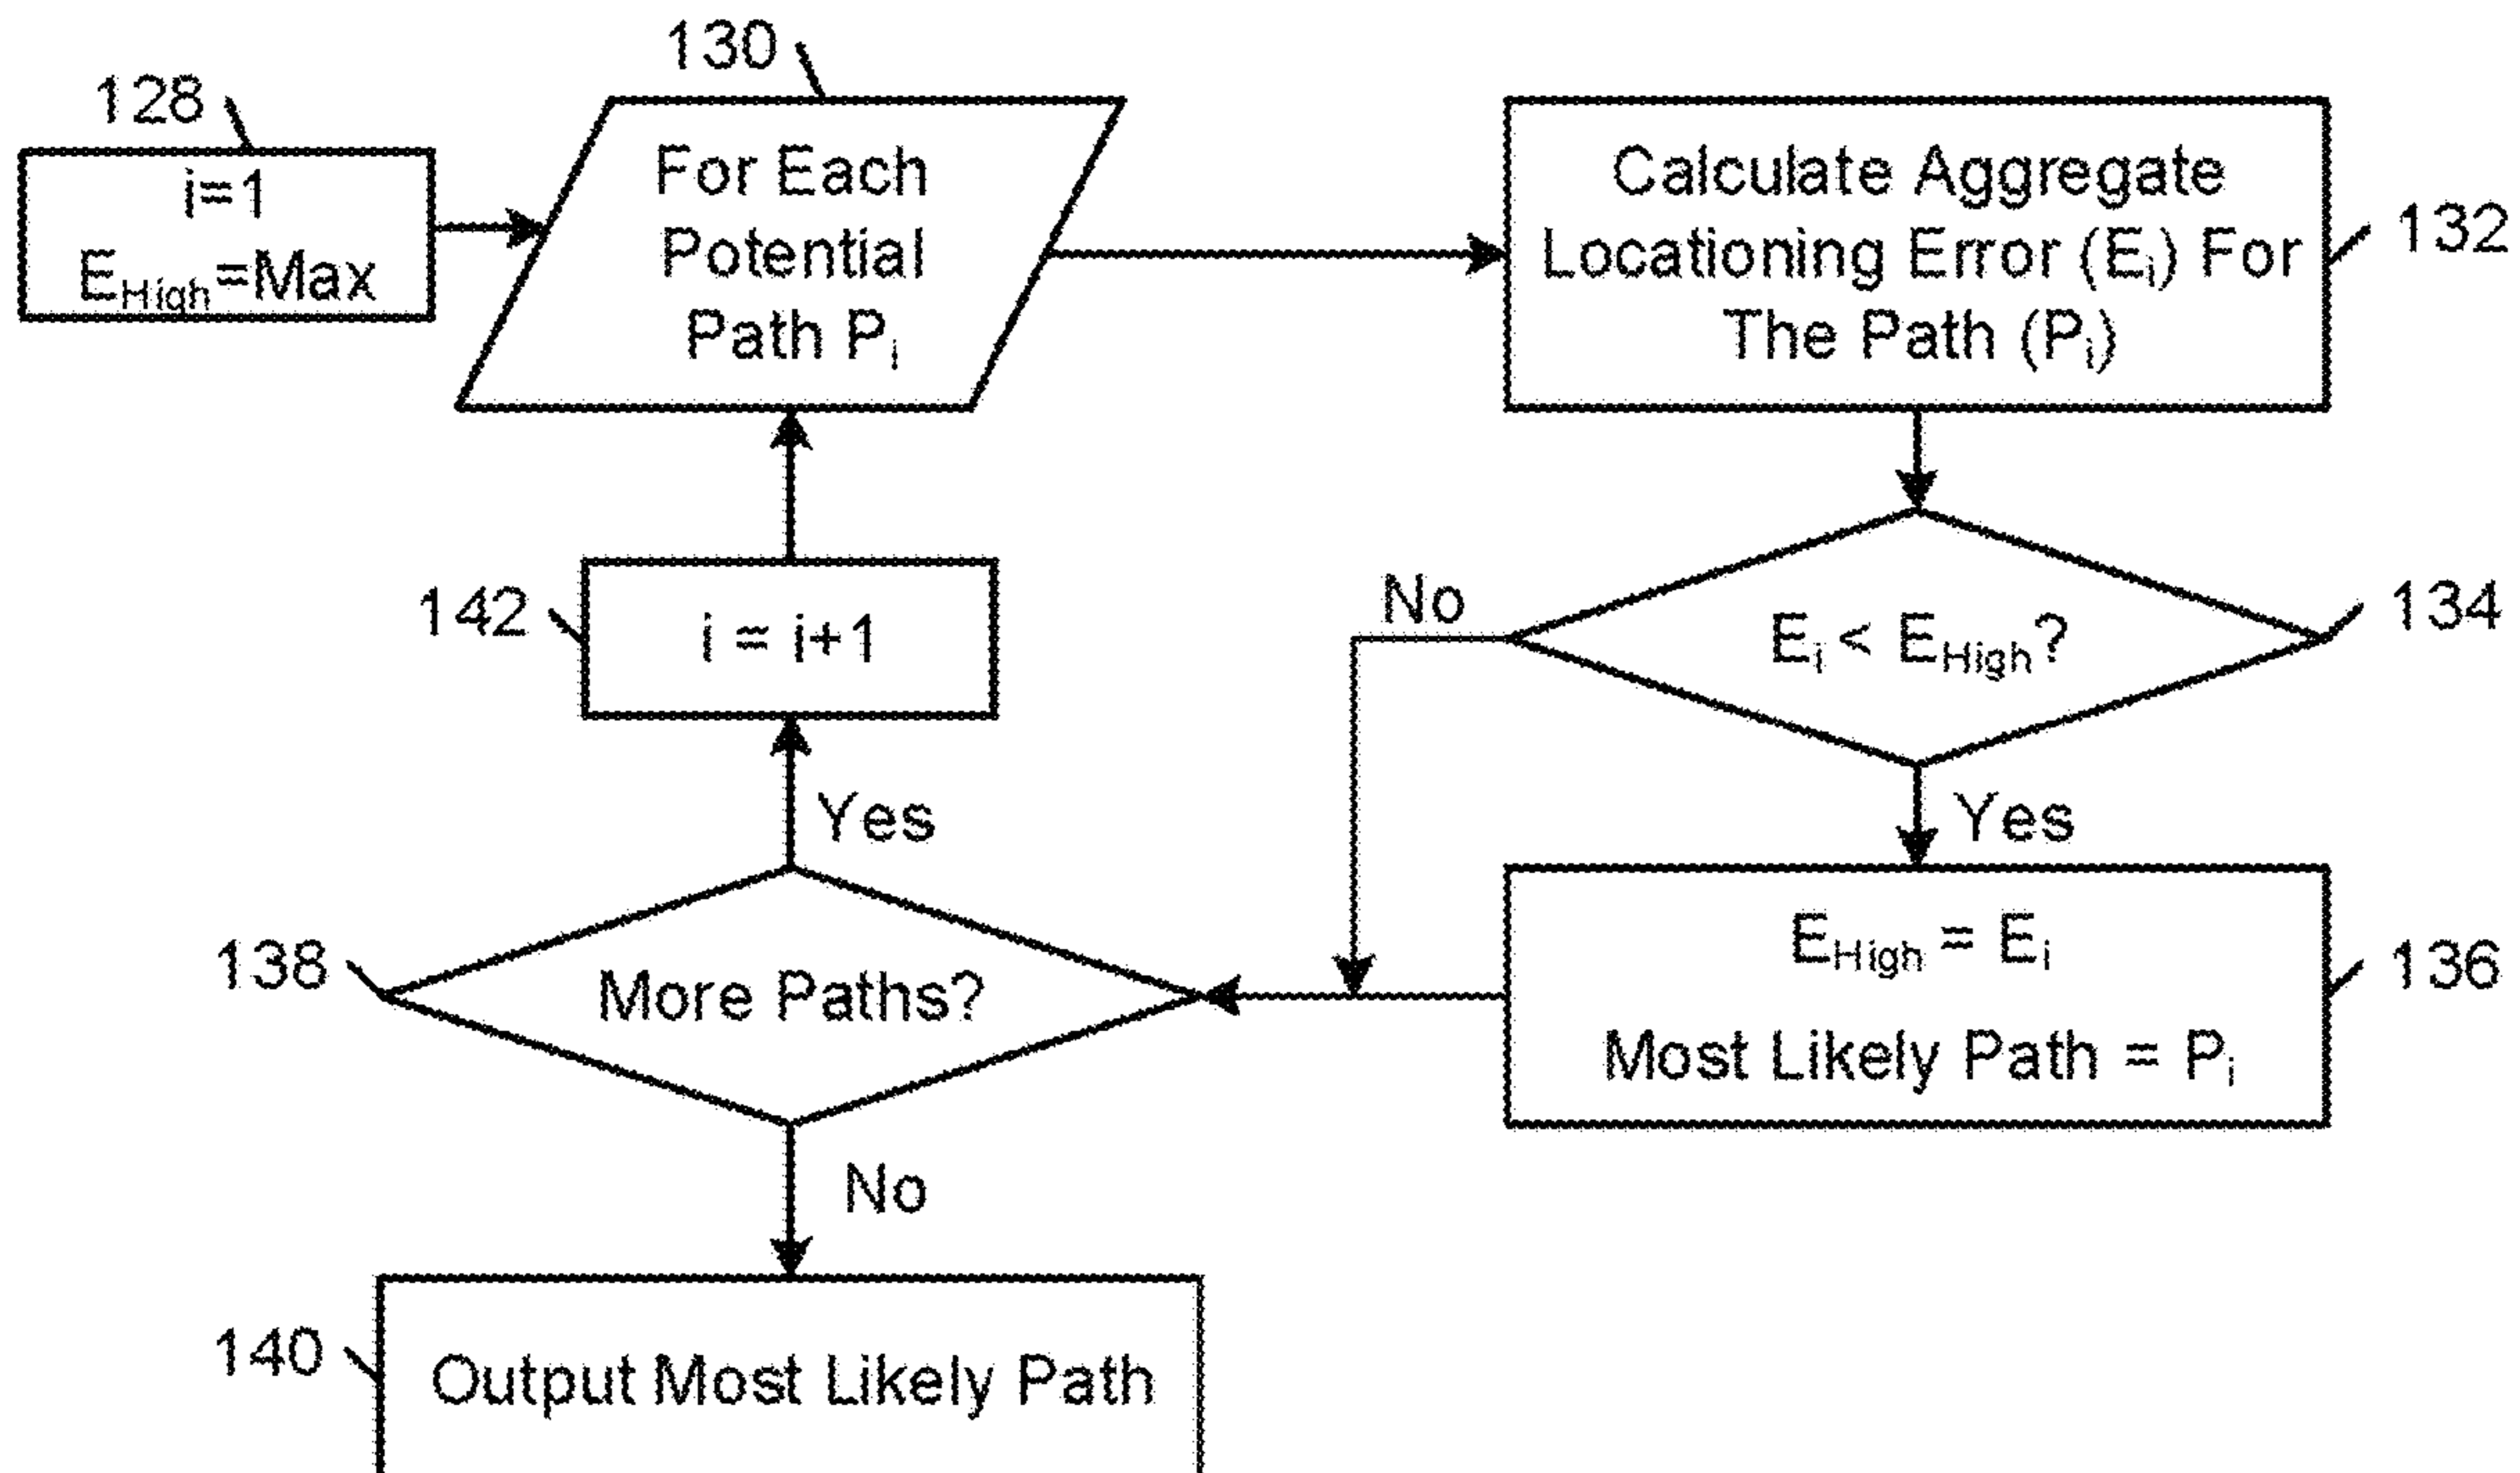 128
i=1
E_High=Max
130
For Each
Potential
Path P_i
Calculate Aggregate
Locationing Error (E_i) For
The Path (P_i)
132
E_i < E_High?
134
No
Yes
E_High = E_i
Most Likely Path = P_i
136
142
i = i+1
Yes
138
More Paths?
No
140
Output Most Likely Path